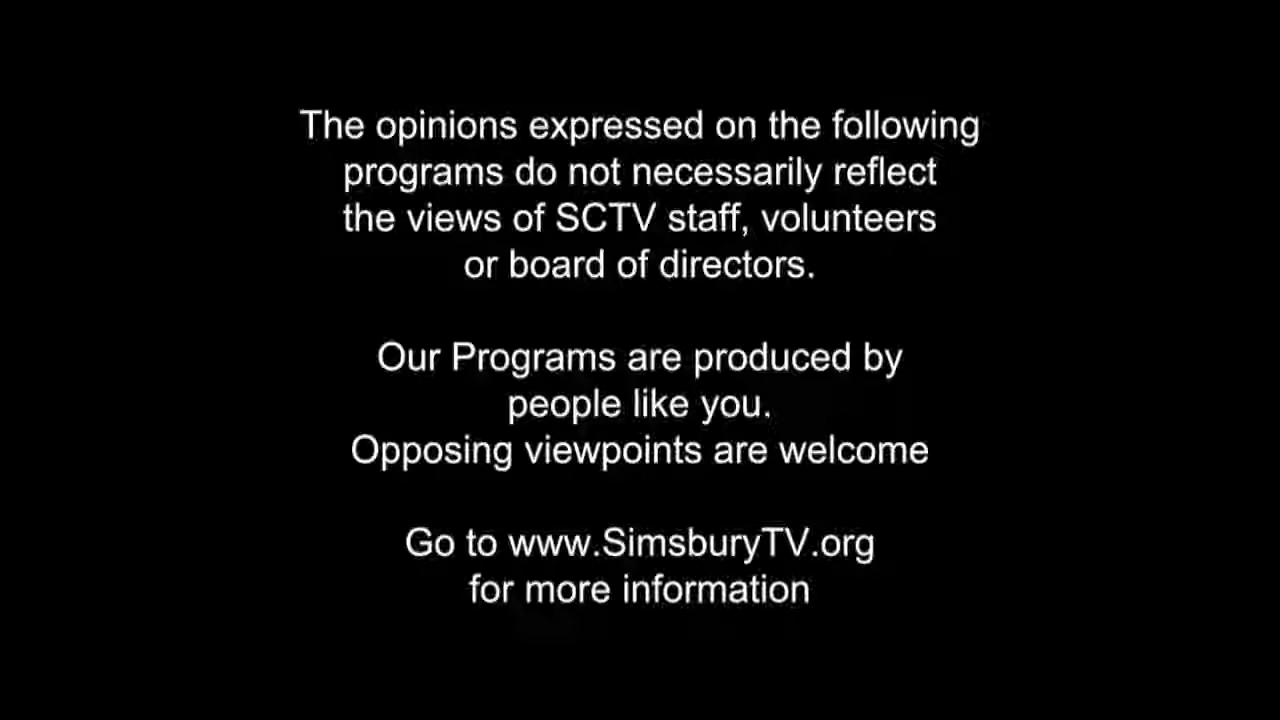 The opinions expressed on the following
programs do not necessarily reflect
the views of SCTV staff, volunteers
or board of directors.
Our Programs are produced by
people like you.
Opposing viewpoints are welcome
Go to www.SimsburyTV.org
for more information